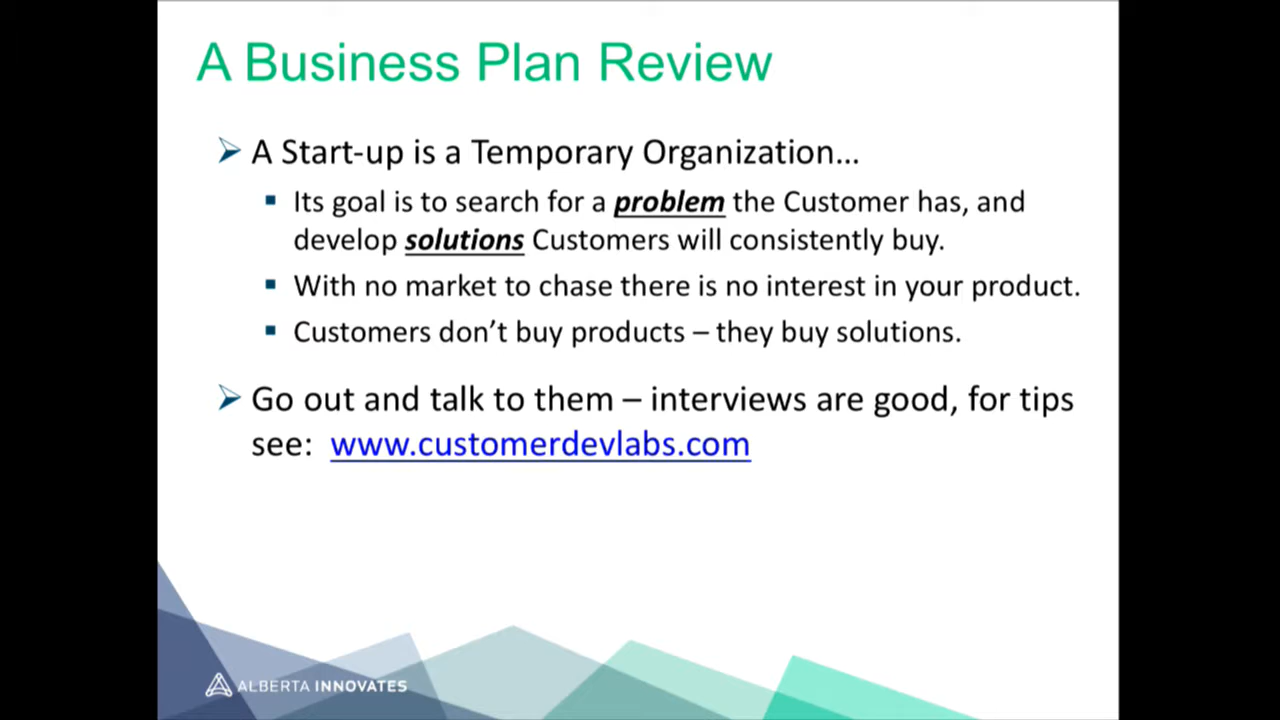 A Business Plan Review
A Start-up is a Temporary Organization...
Its goal is to search for a problem the Customer has, and
develop solutions Customers will consistently buy.
With no market to chase there is no interest in your product.
Customers don’t buy products – they buy solutions.
Go out and talk to them – interviews are good, for tips
see: www.customerdevlabs.com
ALBERTA INNOVATES